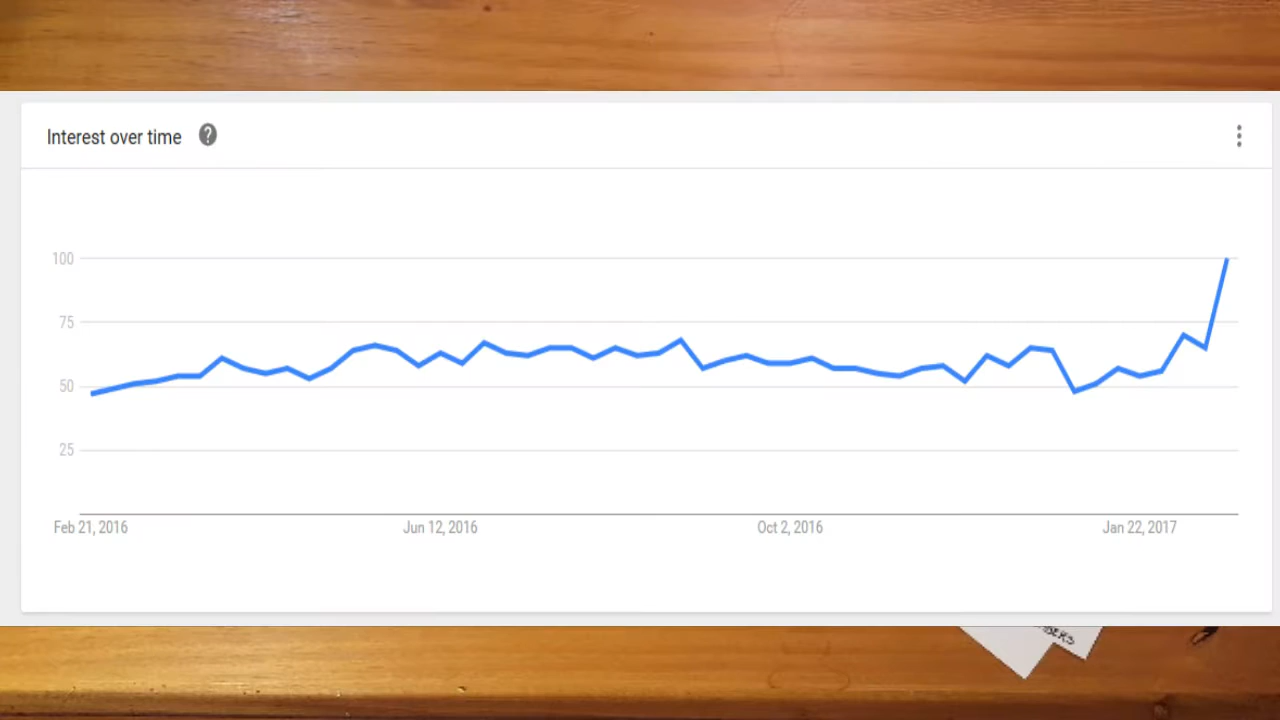 Interest over time ?
100
75
50
25
Feb 21, 2016 Jun 12, 2016 Oct 2, 2016 Jan 22, 2017